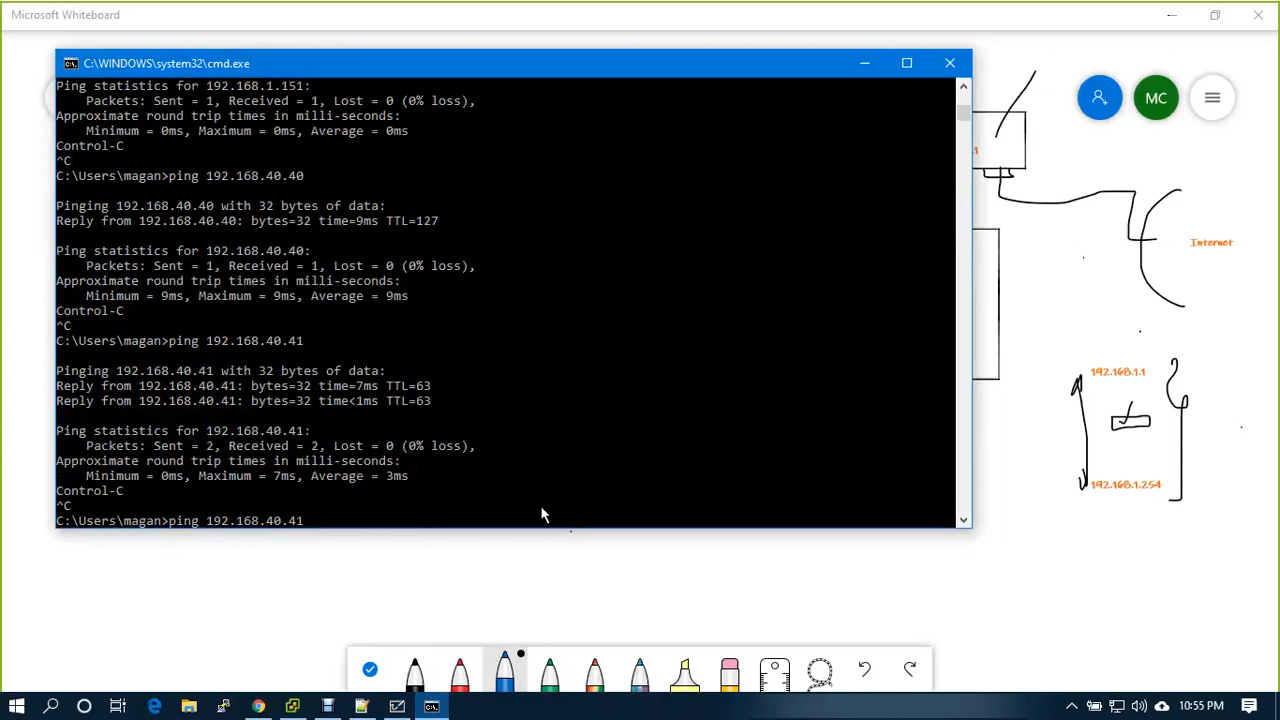 Microsoft Whiteboard
C:\WINDOWS\system32\cmd.exe
Ping statistics for 192.168.1.151:
Packets: Sent = 1, Received = 1, Lost = 0 (0% loss),
Approximate round trip times in milli-seconds:
Minimum = 0ms, Maximum = 0ms, Average = 0ms
Control-C
^C
C:\Users\magan>ping 192.168.40.40
Pinging 192.168.40.40 with 32 bytes of data:
Reply from 192.168.40.40: bytes=32 time=9ms TTL=127
Ping statistics for 192.168.40.40:
Packets: Sent = 1, Received = 1, Lost = 0 (0% loss),
Approximate round trip times in milli-seconds:
Minimum = 9ms, Maximum = 9ms, Average = 9ms
Control-C
^C
C:\Users\magan>ping 192.168.40.41
Pinging 192.168.40.41 with 32 bytes of data:
Reply from 192.168.40.41: bytes=32 time=7ms TTL=63
Reply from 192.168.40.41: bytes=32 time<1ms TTL=63
Ping statistics for 192.168.40.41:
Packets: Sent = 2, Received = 2, Lost = 0 (0% loss),
Approximate round trip times in milli-seconds:
Minimum = 0ms, Maximum = 7ms, Average = 3ms
Control-C
^C
C:\Users\magan>ping 192.168.40.41
MC
Internet
192.168.1.1
192.168.1.254
10:55 PM